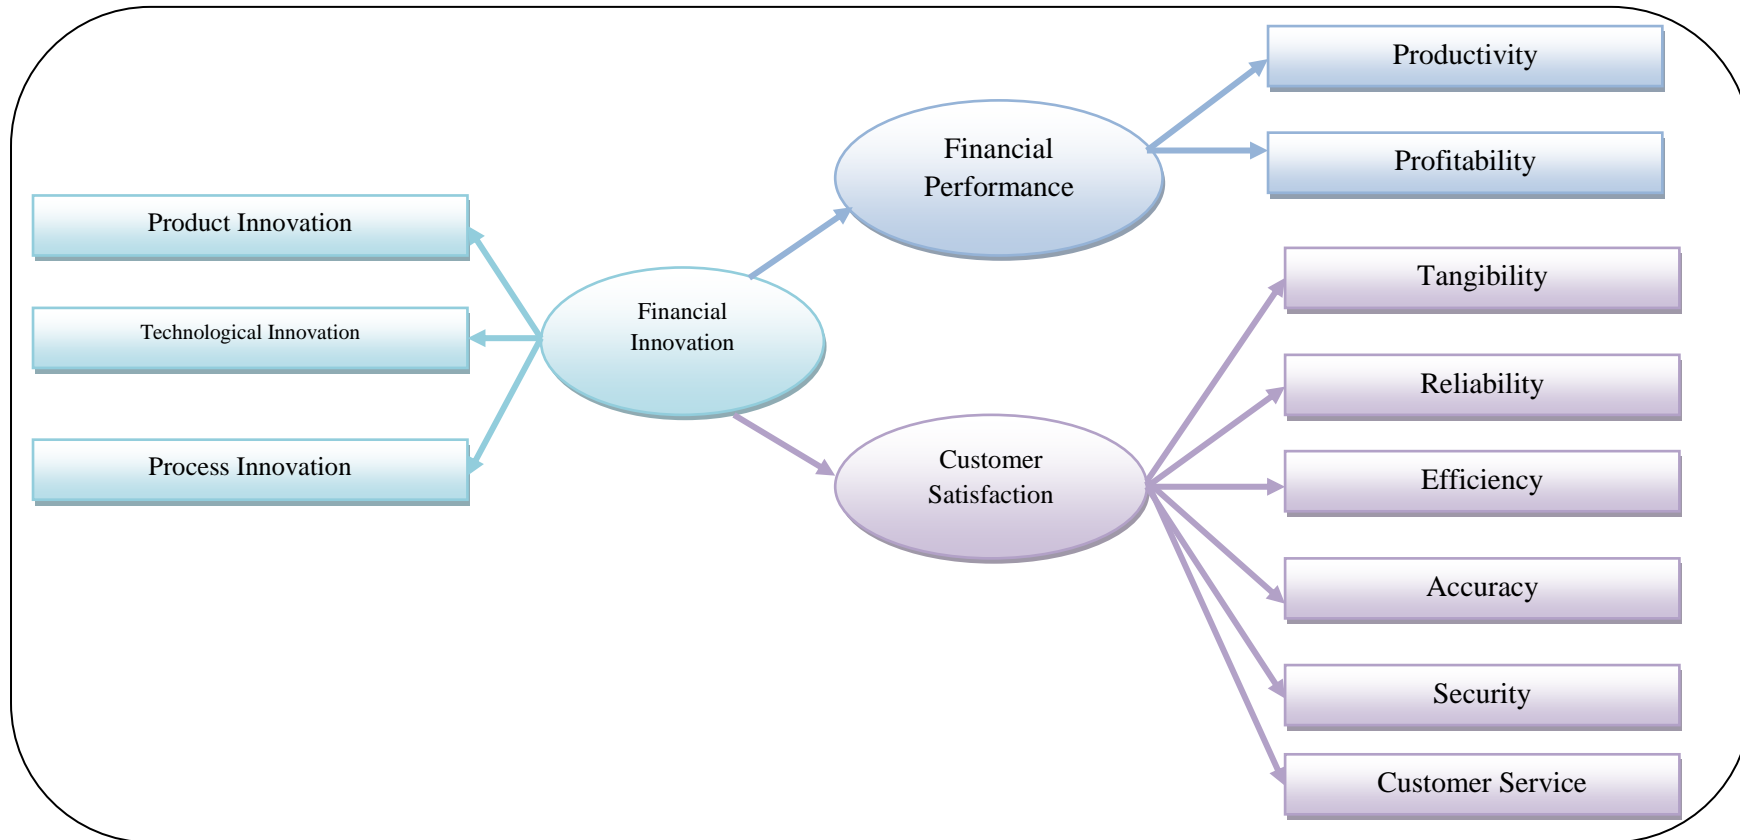 Product Innovation
Technological Innovation
Process Innovation
Financial
Innovation
Financial
Performance
Customer
Satisfaction
Productivity
Profitability
Tangibility
Reliability
Efficiency
Accuracy
Security
Customer Service